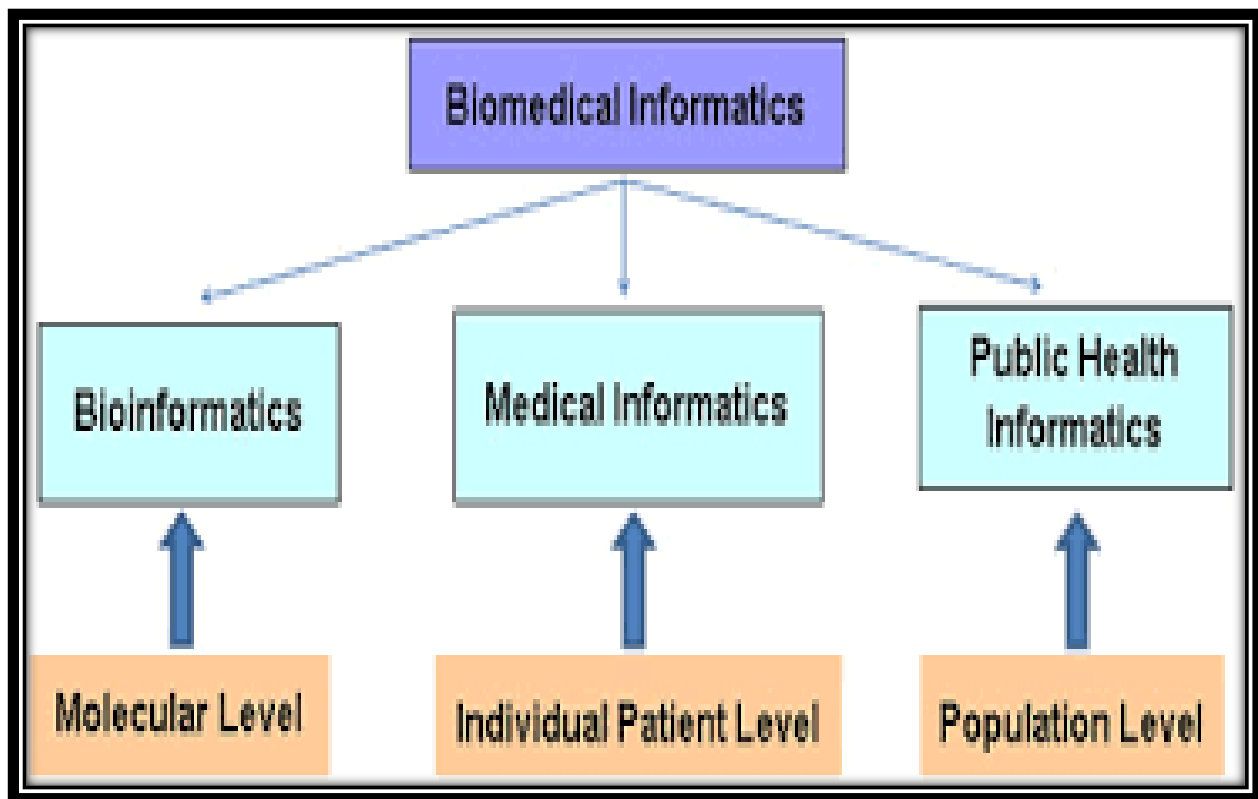 Biomedical Informatics
Bioinformatics
Medical Informatics
Public Health
Informatics
Molecular Level
Individual Patient Level
Population Level